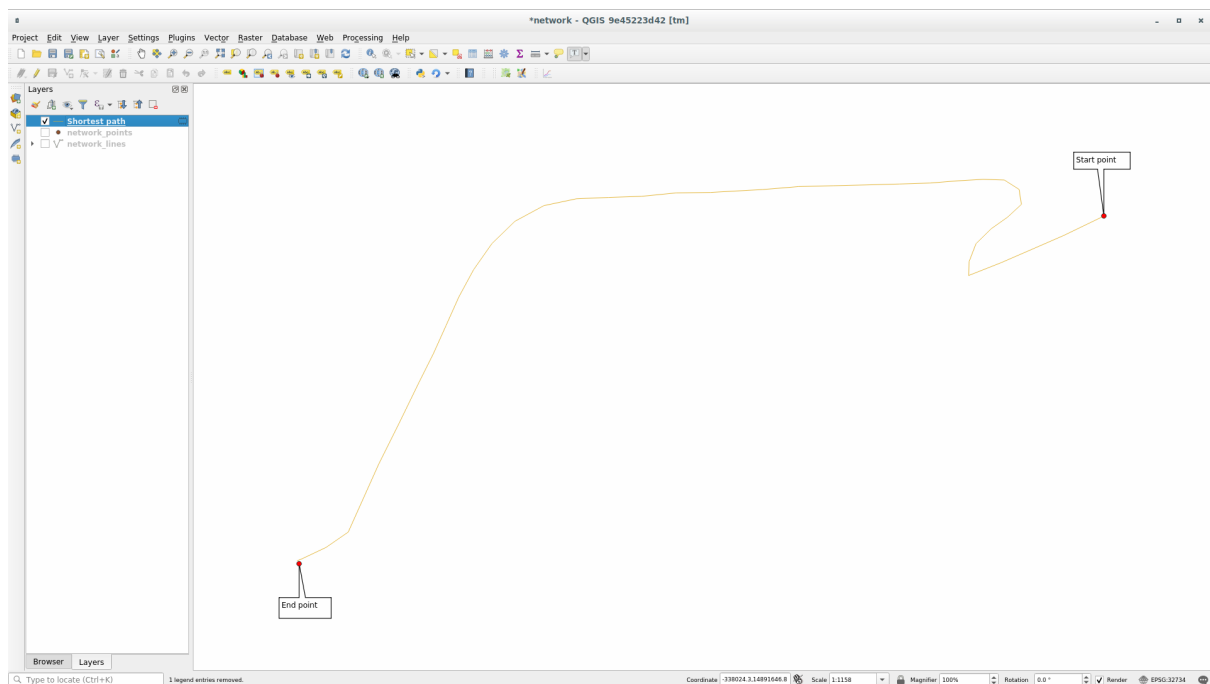 *network - QGIS 9e45223d42 [tm]
Project Edit View Layer Settings Plugins Vector Raster Database Web Processing Help
Layers
Shortest path
network_points
network_lines
Start point
End point
Browser Layers
Type to locate (Ctrl+K) 1 legend entries removed. Coordinate -338024.3,14891646.8 Scale 1:1158 Magnifier 100% Rotation 0.0 ° Render EPSG:32734